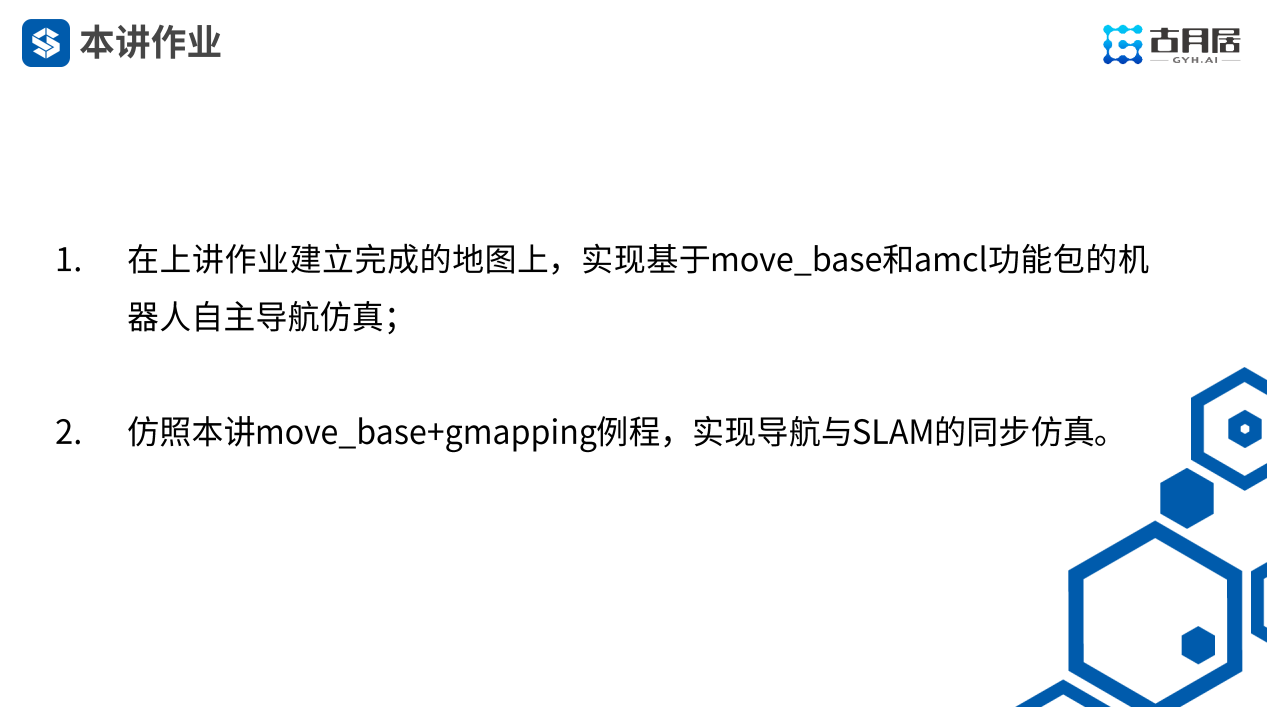 本讲作业
古月居
GYH.AI
1. 在上讲作业建立完成的地图上，实现基于move_base和amcl功能包的机
器人自主导航仿真；
2. 仿照本讲move_base+gmapping例程，实现导航与SLAM的同步仿真。